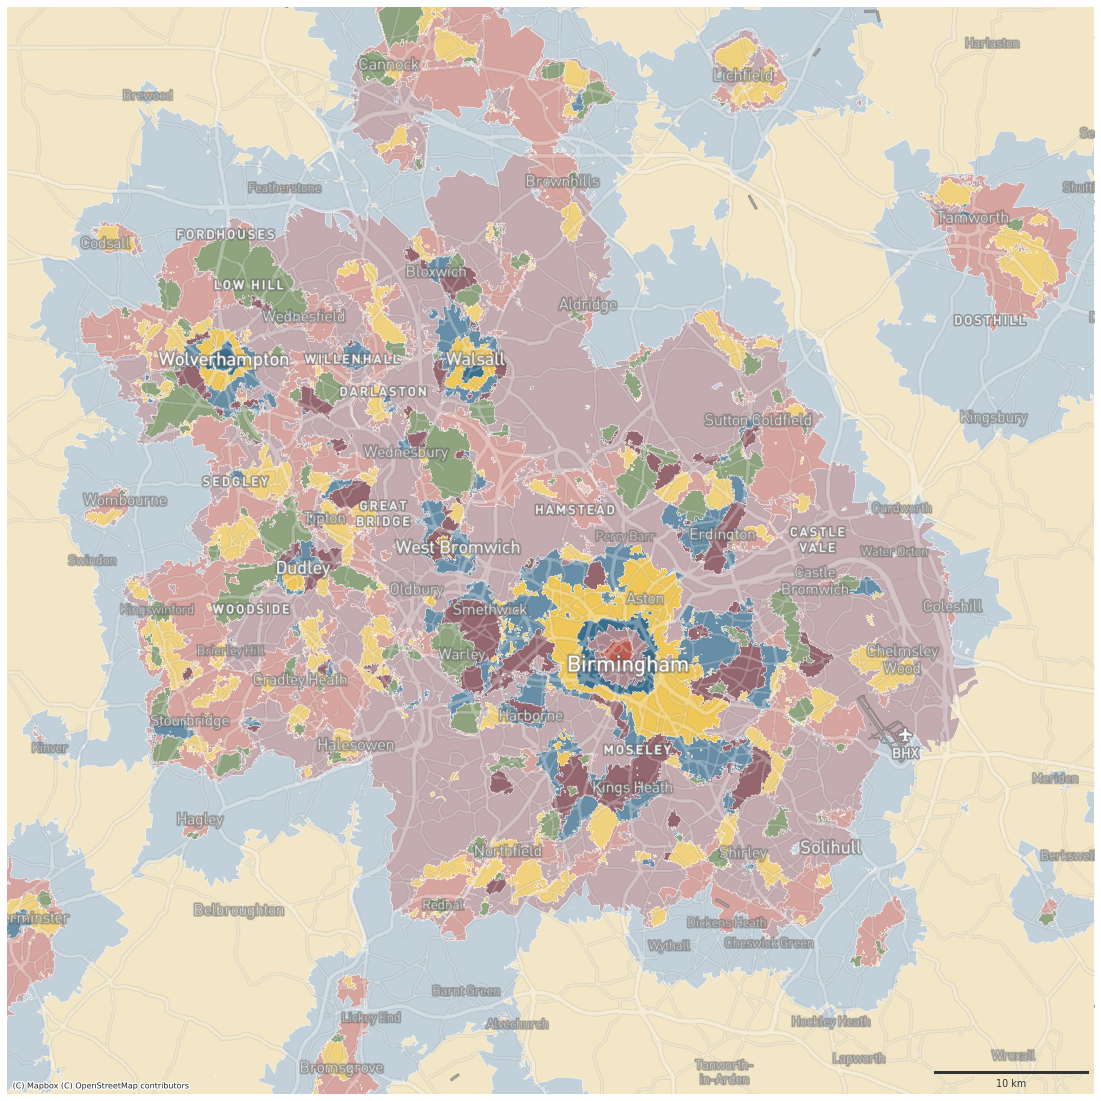 Harlaston
Cannock
Lichfield
Brewood
Featherstone
Brownhills
Tamworth
FORDHOUSES
Codsall
Bloxwich
LOW HILL
Aldridge
Wednesfield
DOSTHILL
Wolverhampton
WILLENHALL
Walsall
DARLASTON
Sutton Coldfield
Kingsbury
Wednesbury
SEDGLEY
Wombourne
GREAT
BRIDGE
HAMSTEAD
Curdworth
Tipton
Perry Barr
Erdington
CASTLE
VALE
West Bromwich
Water Orton
Swindon
Dudley
Castle
Bromwich
Oldbury
Aston
Kingswinford
WOODSIDE
Smethwick
Coleshill
Brierley Hill
Warley
Birmingham
Chelmsley
Wood
Cradley Heath
Stourbridge
Harborne
Kinver
Halesowen
MOSELEY
BHX
Meriden
Kings Heath
Hagley
Northfield
Shirley
Solihull
Berkswell
Belbroughton
Rednal
erminster
Dickens Heath
Wythall
Cheswick Green
Barnt Green
Lickey End
Alvechurch
Hockley Heath
Bromsgrove
Tanworth-
in-Arden
Lapworth
Wroxall
10 km
(C) Mapbox (C) OpenStreetMap contributors